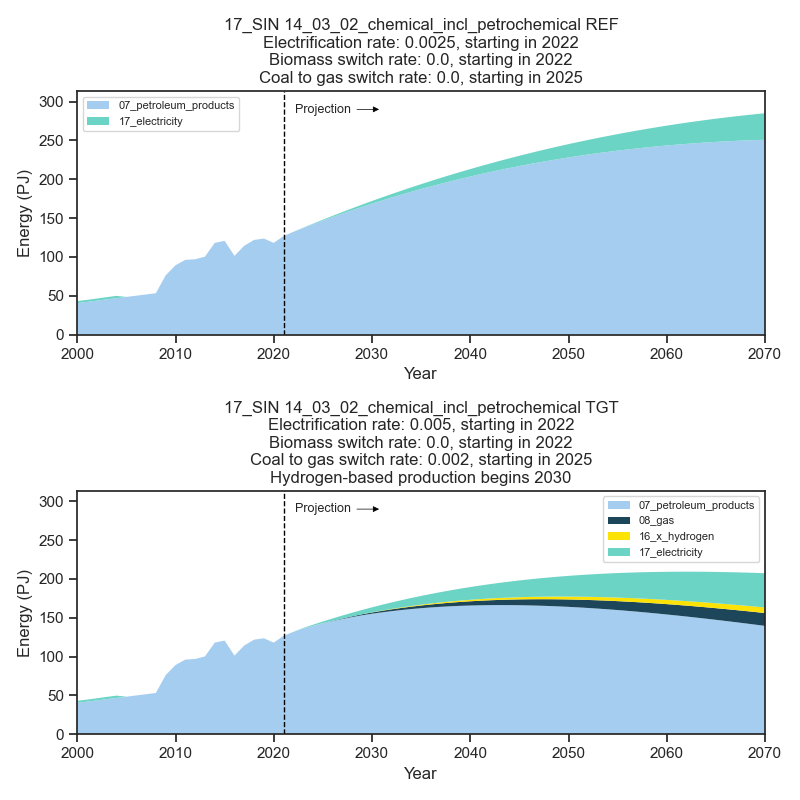 17_SIN 14_03_02_chemical_incl_petrochemical REF
Electrification rate: 0.0025, starting in 2022
Biomass switch rate: 0.0, starting in 2022
Coal to gas switch rate: 0.0, starting in 2025
07_petroleum_products
17_electricity
Projection
300
250
200
150
100
50
0
Energy (PJ)
2000 2010 2020 2030 2040 2050 2060 2070
Year
17_SIN 14_03_02_chemical_incl_petrochemical TGT
Electrification rate: 0.005, starting in 2022
Biomass switch rate: 0.0, starting in 2022
Coal to gas switch rate: 0.002, starting in 2025
Hydrogen-based production begins 2030
Projection
07_petroleum_products
08_gas
16_x_hydrogen
17_electricity
300
250
200
150
100
50
0
Energy (PJ)
2000 2010 2020 2030 2040 2050 2060 2070
Year